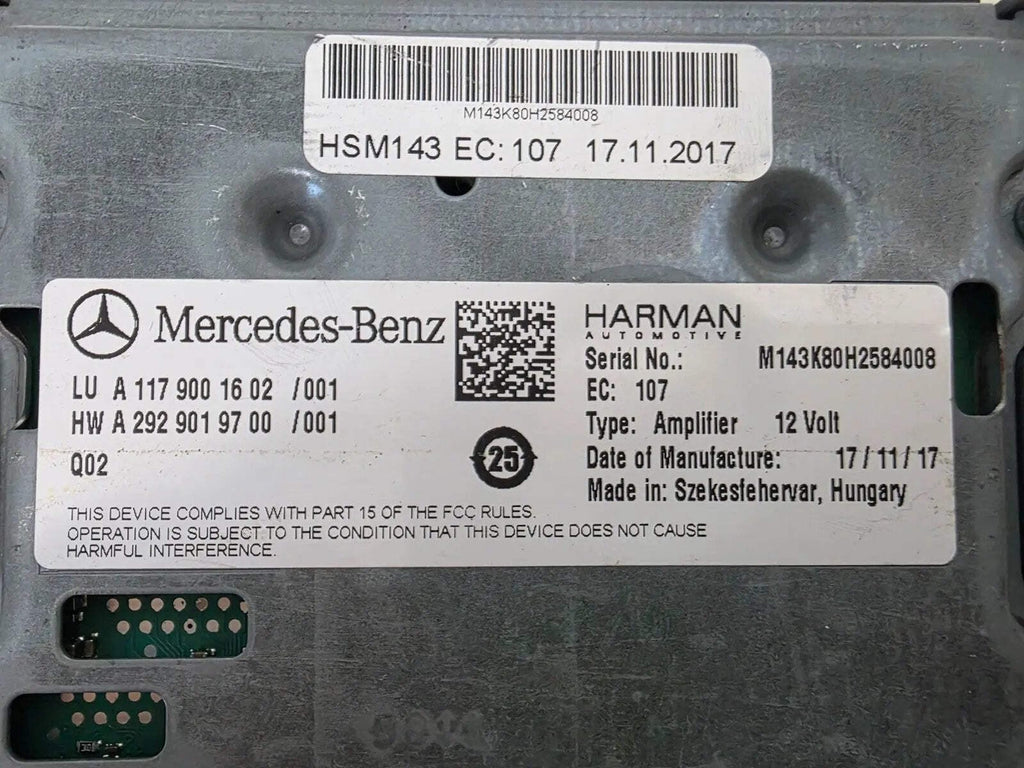 M143K80H2584008
HSM143 EC: 107 17.11.2017
Mercedes-Benz
LU A 117 900 16 02 /001
HW A 292 901 97 00 /001
Q02
25
HARMAN
AUTOMOTIVE
Serial No.: M143K80H2584008
EC: 107
Type: Amplifier 12 Volt
Date of Manufacture: 17/11/17
Made in: Szekesfehervar, Hungary
THIS DEVICE COMPLIES WITH PART 15 OF THE FCC RULES.
OPERATION IS SUBJECT TO THE CONDITION THAT THIS DEVICE DOES NOT CAUSE
HARMFUL INTERFERENCE.